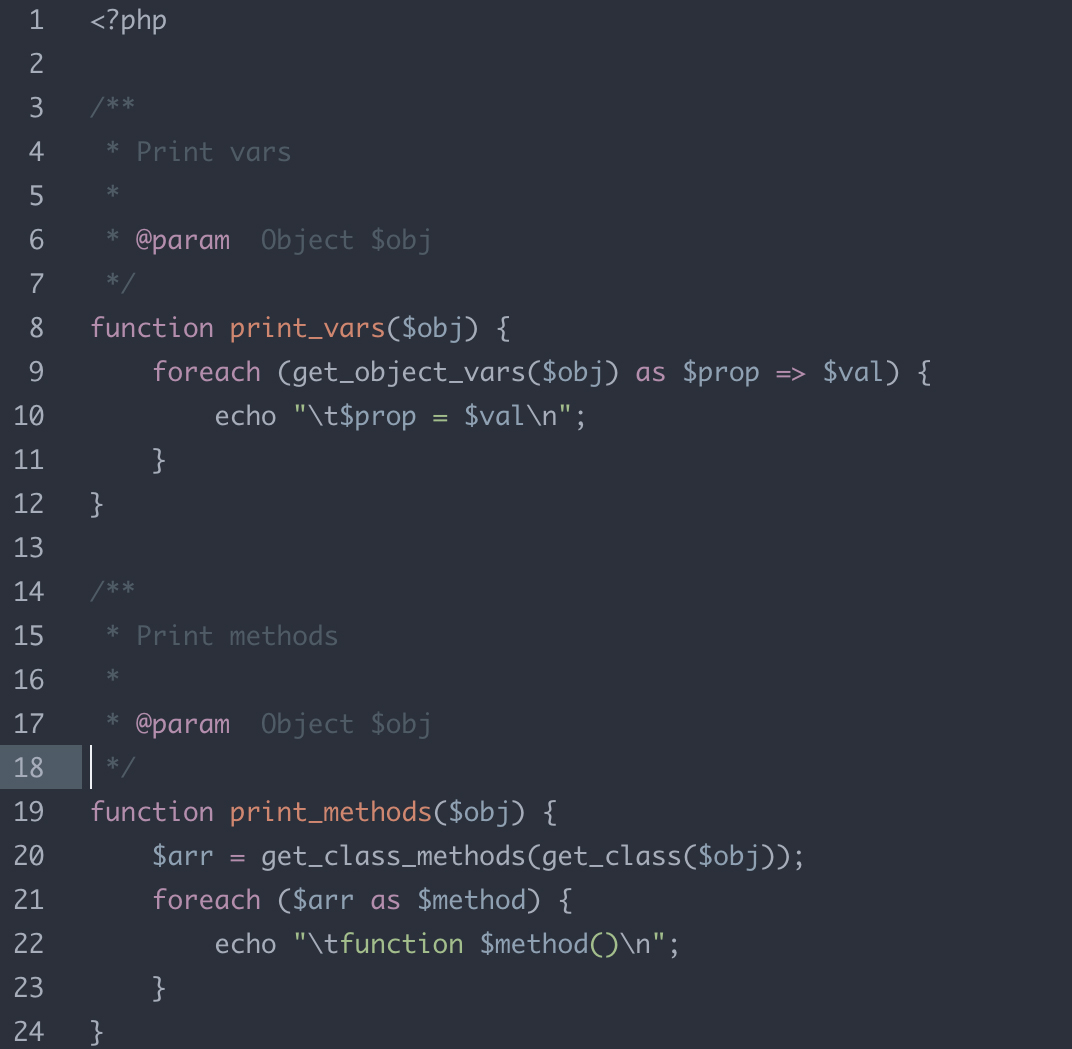 1 <?php
2
3 /**
4  * Print vars
5  *
6  * @param  Object $obj
7  */
8 function print_vars($obj) {
9     foreach (get_object_vars($obj) as $prop => $val) {
10         echo "\t$prop = $val\n";
11     }
12 }
13
14 /**
15  * Print methods
16  *
17  * @param  Object $obj
18  */
19 function print_methods($obj) {
20     $arr = get_class_methods(get_class($obj));
21     foreach ($arr as $method) {
22         echo "\tfunction $method()\n";
23     }
24 }